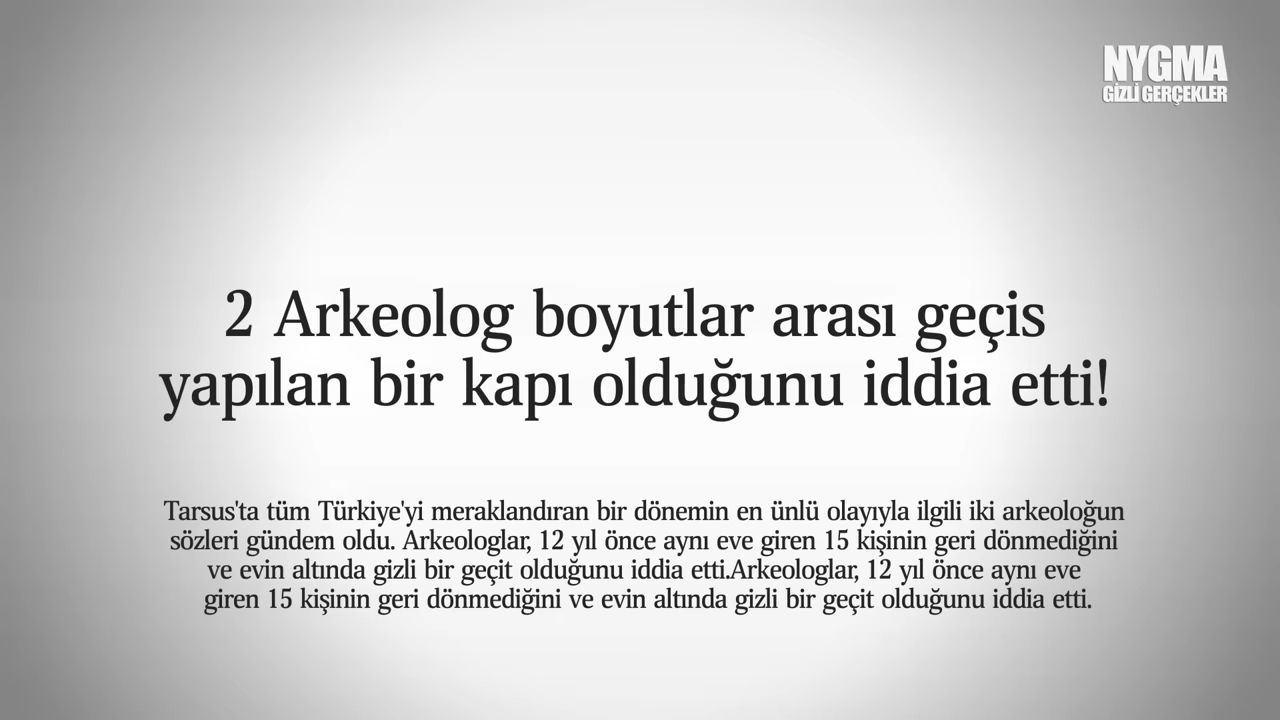 NYGMA
GİZLİ GERÇEKLER
2 Arkeolog boyutlar arası geçis
yapılan bir kapı olduğunu iddia etti!
Tarsus'ta tüm Türkiye'yi meraklandıran bir dönemin en ünlü olayıyla ilgili iki arkeoloğun
sözleri gündem oldu. Arkeologlar, 12 yıl önce aynı eve giren 15 kişinin geri dönmediğini
ve evin altında gizli bir geçit olduğunu iddia etti.Arkeologlar, 12 yıl önce aynı eve
giren 15 kişinin geri dönmediğini ve evin altında gizli bir geçit olduğunu iddia etti.